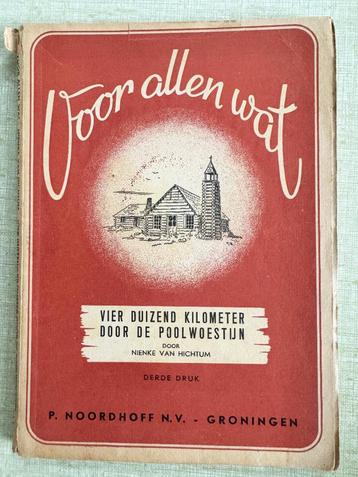 Voor allen wat
VIER DUIZEND KILOMETER
DOOR DE POOLWOESTIJN
DOOR
NIENKE VAN HICHTUM
DERDE DRUK
P. NOORDHOFF N.V. - GRONINGEN